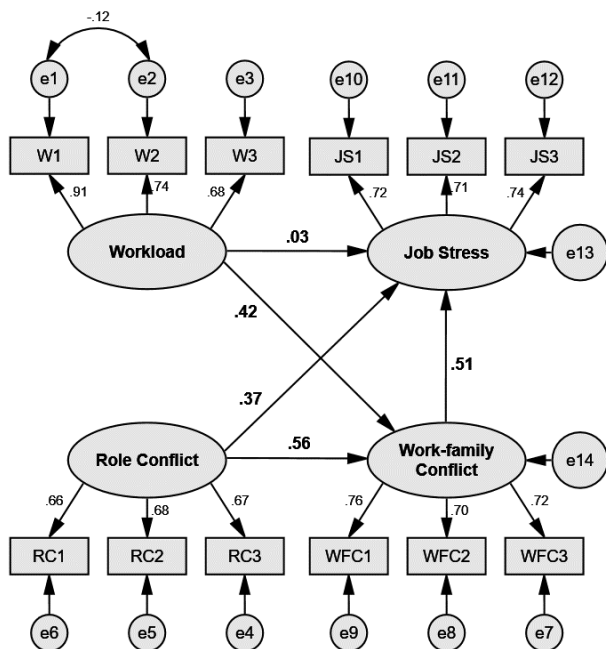 -.12
e1 e2 e3 e10 e11 e12
W1 W2 W3 JS1 JS2 JS3
.91 .74 .68 .72 .71 .74
Workload .03 Job Stress e13
.42
.51
.37
Role Conflict .56 Work-family
Conflict e14
.66 .68 .67 .76 .70 .72
RC1 RC2 RC3 WFC1 WFC2 WFC3
e6 e5 e4 e9 e8 e7